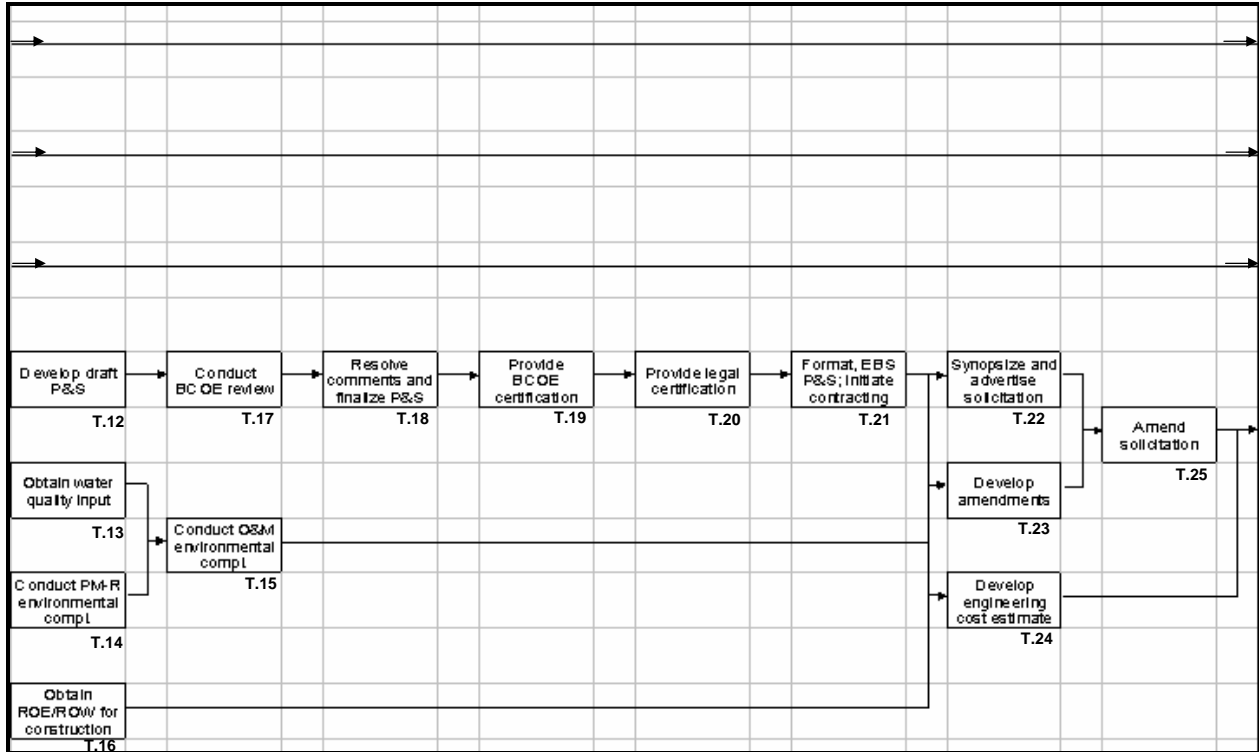 Develop draft
P&S
T.12
Conduct
BCOE review
T.17
Resolve
comments and
finalize P&S
T.18
Provide
BCOE
certification
T.19
Provide legal
certification
T.20
Format, EBS
P&S; initiate
contracting
T.21
Synopsize and
advertise
solicitation
T.22
Amend
solicitation
T.25
Obtain water
quality input
T.13
Conduct O&M
environmental
compl.
T.15
Develop
amendments
T.23
Conduct PM-R
environmental
compl.
T.14
Develop
engineering
cost estimate
T.24
Obtain
ROE/ROW for
construction
T.16